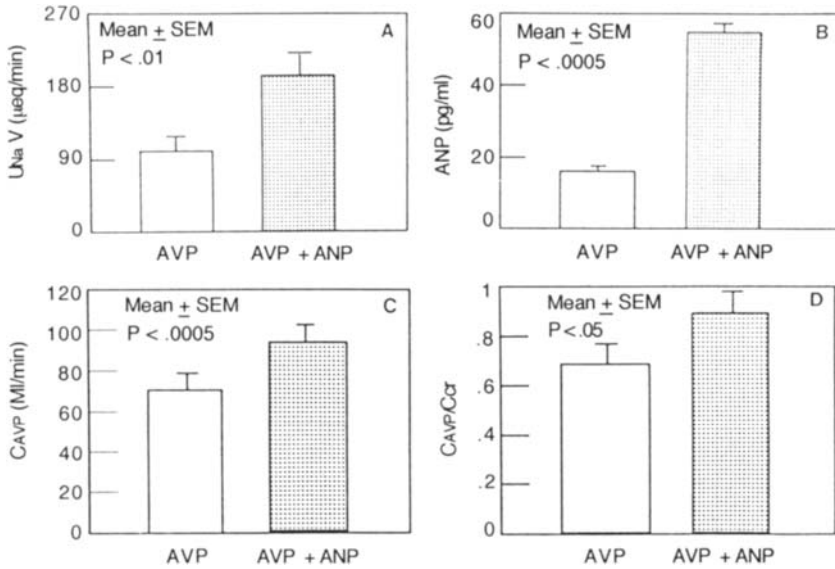 270
180
90
0
UNa V (µeq/min)
Mean ± SEM
P < .01
A
AVP
AVP + ANP
60
40
20
0
ANP (pg/ml)
Mean ± SEM
P < .0005
B
AVP
AVP + ANP
120
100
80
60
40
20
0
CAVP (Ml/min)
Mean ± SEM
P < .0005
C
AVP
AVP + ANP
1
.8
.6
.4
.2
0
CAVP/Ccr
Mean ± SEM
P <.05
D
AVP
AVP + ANP